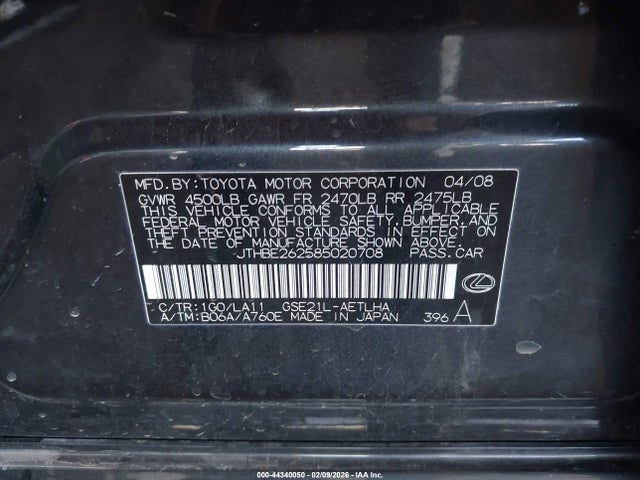 MFD.BY:TOYOTA MOTOR CORPORATION 04/08
GVWR 4500LB GAWR FR 2470LB RR 2475LB
THIS VEHICLE CONFORMS TO ALL APPLICABLE
FEDERAL MOTOR VEHICLE SAFETY, BUMPER, AND
THEFT PREVENTION STANDARDS IN EFFECT ON
THE DATE OF MANUFACTURE SHOWN ABOVE.
JTHBE262585020708 PASS.CAR
C/TR:1G0/LA11 GSE21L-AETLHA
A/TM:B06A/A760E MADE IN JAPAN 396 A
000-44340050 - 02/09/2026 - IAA Inc.